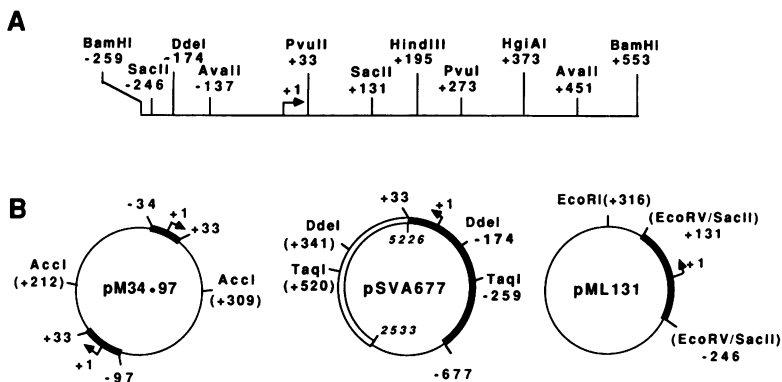 A
BamHI
-259
SacII
-246
DdeI
-174
AvaII
-137
+1
PvuII
+33
SacII
+131
HindIII
+195
PvuI
+273
HgiAI
+373
AvaII
+451
BamHI
+553
B
-34
+1
+33
AccI
(+212)
pM34•97
AccI
(+309)
+33
+1
-97
+33
+1
DdeI
(+341)
5226
DdeI
-174
TaqI
(+520)
pSVA677
TaqI
-259
2533
-677
EcoRI(+316)
(EcoRV/SacII)
+131
pML131
+1
(EcoRV/SacII)
-246